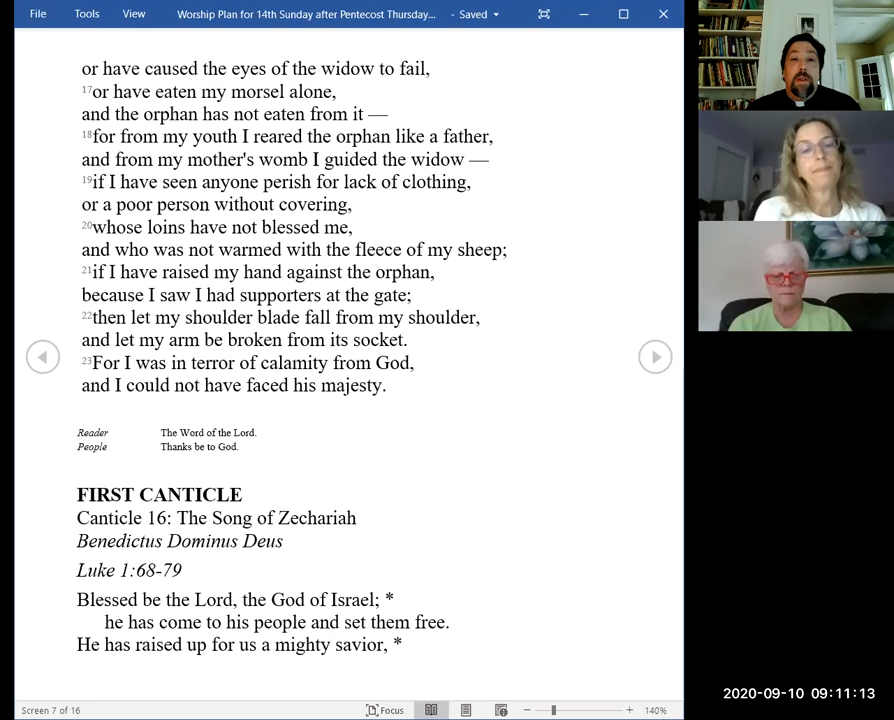 File Tools View Worship Plan for 14th Sunday after Pentecost Thursday... - Saved
or have caused the eyes of the widow to fail,
17or have eaten my morsel alone,
and the orphan has not eaten from it —
18for from my youth I reared the orphan like a father,
and from my mother's womb I guided the widow —
19if I have seen anyone perish for lack of clothing,
or a poor person without covering,
20whose loins have not blessed me,
and who was not warmed with the fleece of my sheep;
21if I have raised my hand against the orphan,
because I saw I had supporters at the gate;
22then let my shoulder blade fall from my shoulder,
and let my arm be broken from its socket.
23For I was in terror of calamity from God,
and I could not have faced his majesty.
Reader The Word of the Lord.
People Thanks be to God.
FIRST CANTICLE
Canticle 16: The Song of Zechariah
Benedictus Dominus Deus
Luke 1:68-79
Blessed be the Lord, the God of Israel; *
he has come to his people and set them free.
He has raised up for us a mighty savior, *
2020-09-10 09:11:13
Screen 7 of 16 Focus 140%